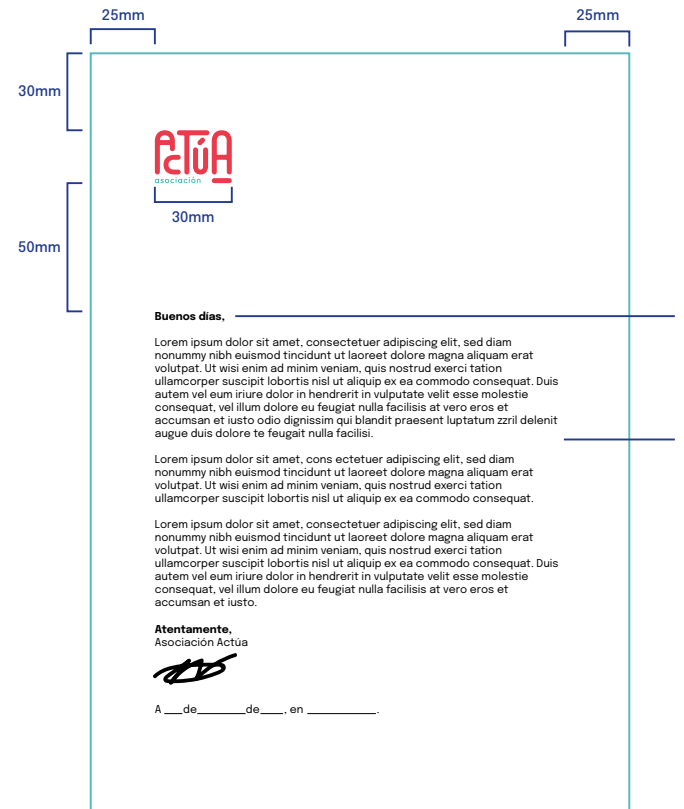 25mm
25mm
30mm
ACTÚA
asociación
30mm
50mm
Buenos días,
Lorem ipsum dolor sit amet, consectetuer adipiscing elit, sed diam
nonummy nibh euismod tincidunt ut laoreet dolore magna aliquam erat
volutpat. Ut wisi enim ad minim veniam, quis nostrud exerci tation
ullamcorper suscipit lobortis nisl ut aliquip ex ea commodo consequat. Duis
autem vel eum iriure dolor in hendrerit in vulputate velit esse molestie
consequat, vel illum dolore eu feugiat nulla facilisis at vero eros et
accumsan et iusto odio dignissim qui blandit praesent luptatum zzril delenit
augue duis dolore te feugait nulla facilisi.
Lorem ipsum dolor sit amet, cons ectetuer adipiscing elit, sed diam
nonummy nibh euismod tincidunt ut laoreet dolore magna aliquam erat
volutpat. Ut wisi enim ad minim veniam, quis nostrud exerci tation
ullamcorper suscipit lobortis nisl ut aliquip ex ea commodo consequat.
Lorem ipsum dolor sit amet, consectetuer adipiscing elit, sed diam
nonummy nibh euismod tincidunt ut laoreet dolore magna aliquam erat
volutpat. Ut wisi enim ad minim veniam, quis nostrud exerci tation
ullamcorper suscipit lobortis nisl ut aliquip ex ea commodo consequat. Duis
autem vel eum iriure dolor in hendrerit in vulputate velit esse molestie
consequat, vel illum dolore eu feugiat nulla facilisis at vero eros et
accumsan et iusto.
Atentamente,
Asociación Actúa
A ___de________de____, en ____________.